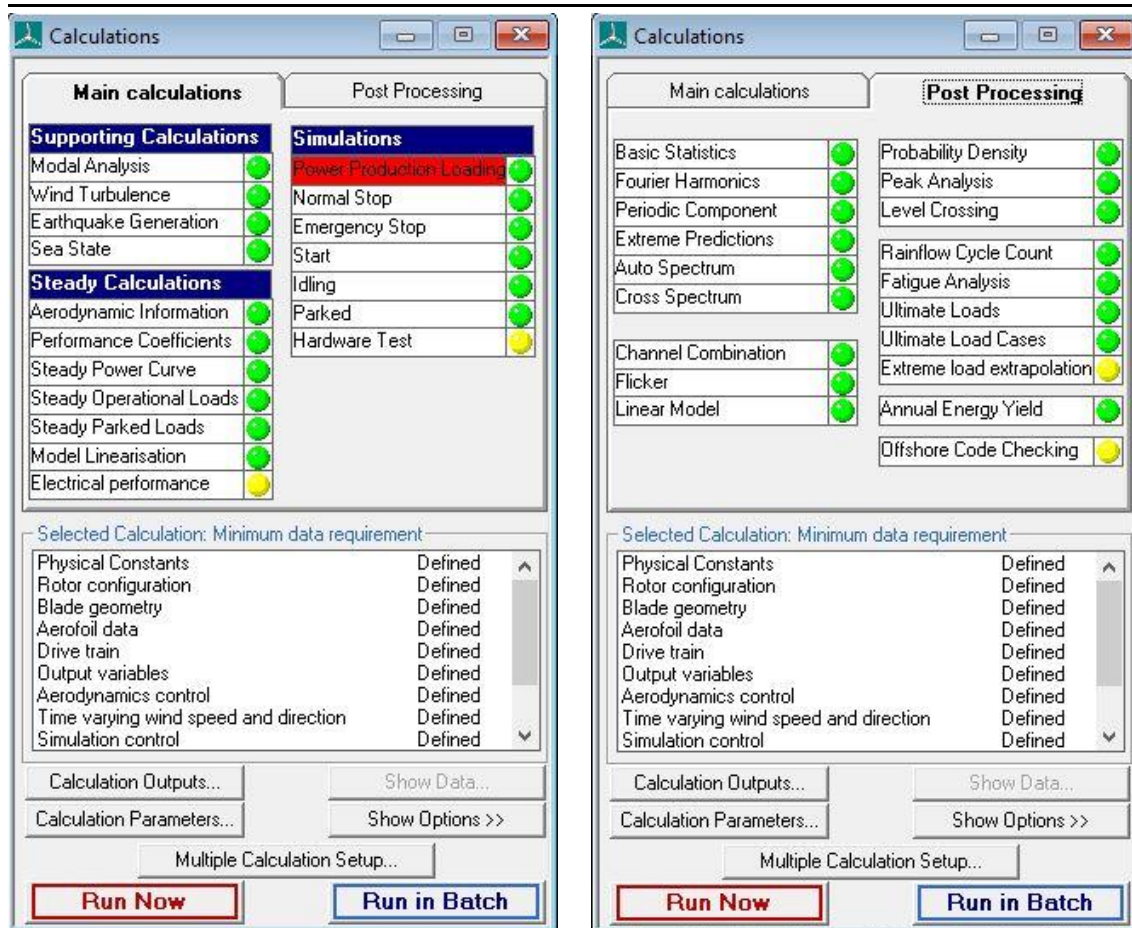 Calculations
Main calculations
Post Processing
Supporting Calculations
Modal Analysis
Wind Turbulence
Earthquake Generation
Sea State
Steady Calculations
Aerodynamic Information
Performance Coefficients
Steady Power Curve
Steady Operational Loads
Steady Parked Loads
Model Linearisation
Electrical performance
Simulations
Power Production Loading
Normal Stop
Emergency Stop
Start
Idling
Parked
Hardware Test
Selected Calculation: Minimum data requirement
Physical Constants Defined
Rotor configuration Defined
Blade geometry Defined
Aerofoil data Defined
Drive train Defined
Output variables Defined
Aerodynamics control Defined
Time varying wind speed and direction Defined
Simulation control Defined
Calculation Outputs... Show Data...
Calculation Parameters... Show Options >>
Multiple Calculation Setup...
Run Now Run in Batch
Calculations
Main calculations
Post Processing
Basic Statistics
Fourier Harmonics
Periodic Component
Extreme Predictions
Auto Spectrum
Cross Spectrum
Channel Combination
Flicker
Linear Model
Probability Density
Peak Analysis
Level Crossing
Rainflow Cycle Count
Fatigue Analysis
Ultimate Loads
Ultimate Load Cases
Extreme load extrapolation
Annual Energy Yield
Offshore Code Checking
Selected Calculation: Minimum data requirement
Physical Constants Defined
Rotor configuration Defined
Blade geometry Defined
Aerofoil data Defined
Drive train Defined
Output variables Defined
Aerodynamics control Defined
Time varying wind speed and direction Defined
Simulation control Defined
Calculation Outputs... Show Data...
Calculation Parameters... Show Options >>
Multiple Calculation Setup...
Run Now Run in Batch